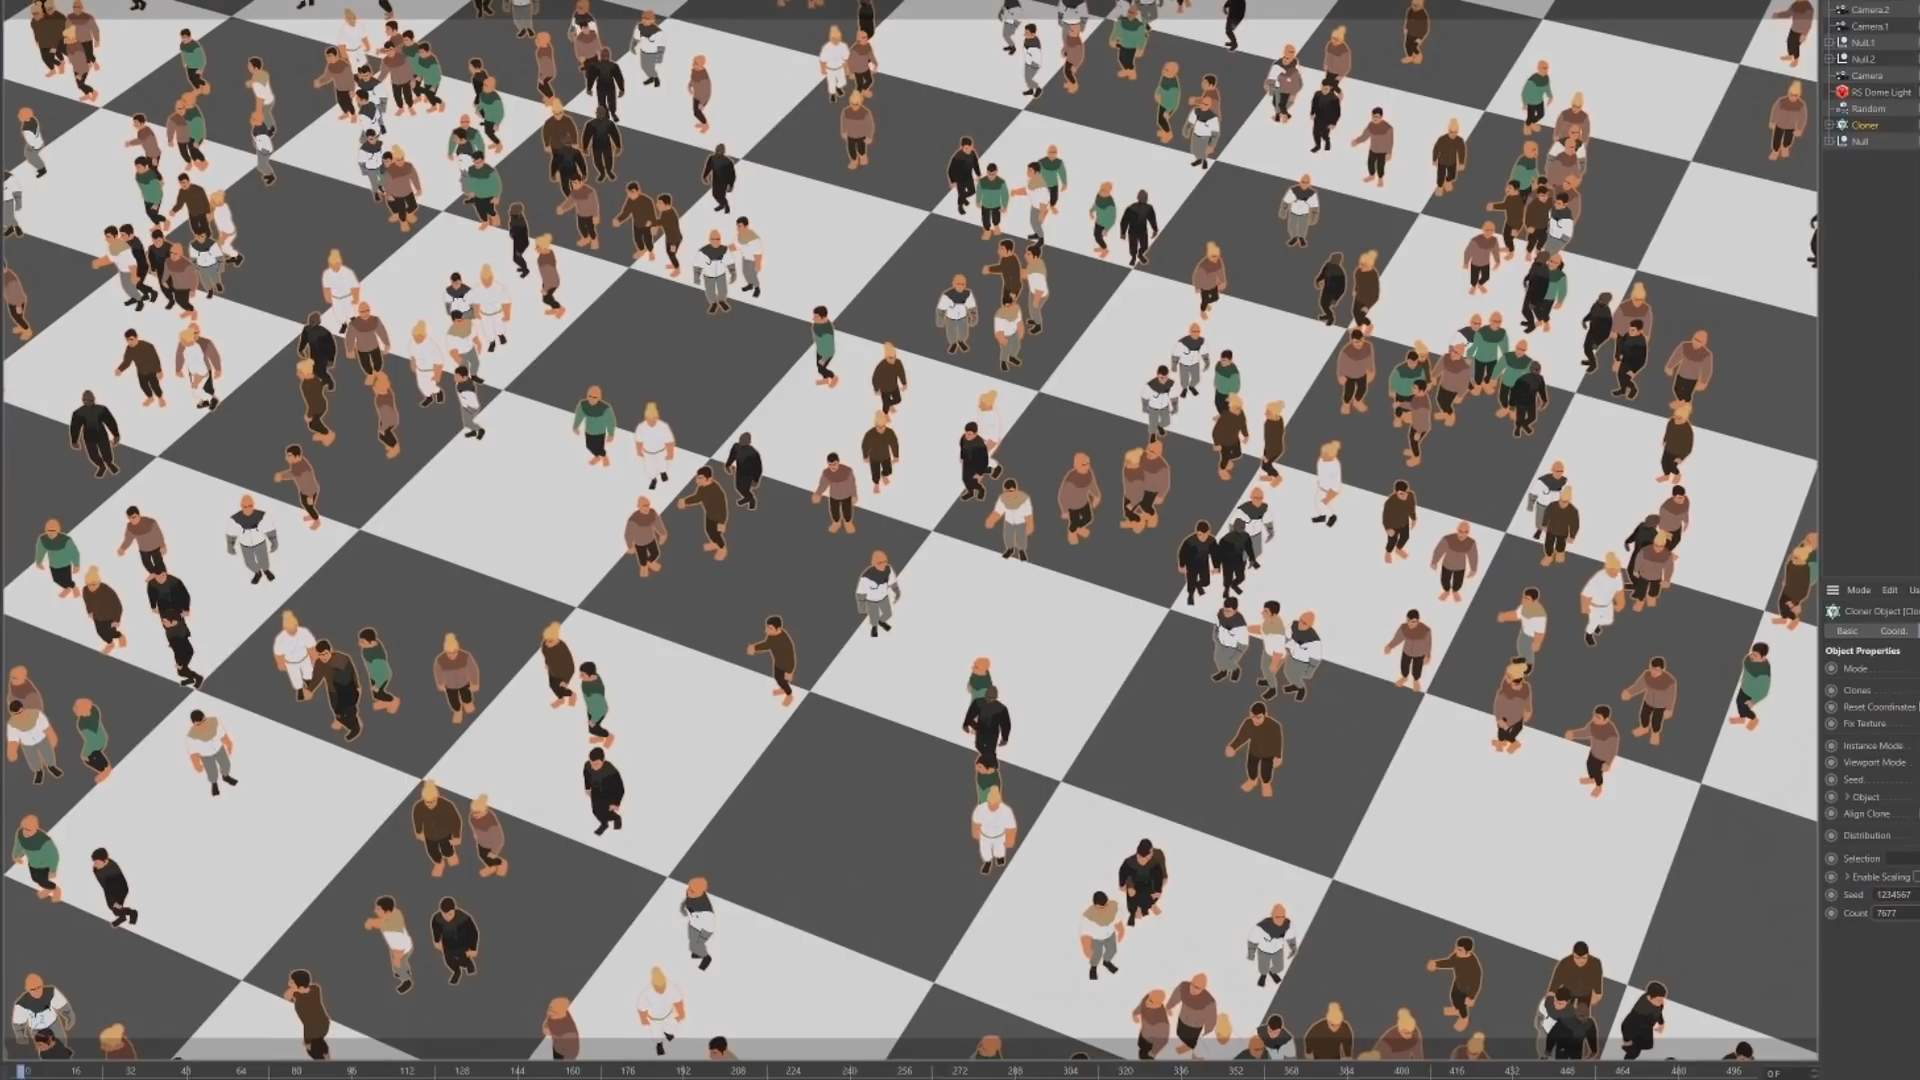 Camera.2
Camera.1
Null.1
Null.2
Camera
RS Dome Light
Random
Cloner
Null
Mode Edit Us
Cloner Object [Clo
Basic Coord.
Object Properties
Mode
Clones
Reset Coordinates
Fix Texture
Instance Mode
Viewport Mode
Seed
> Object
Align Clone
Distribution
Selection
> Enable Scaling
Seed 1234567
Count 7677
0 16 32 48 64 80 96 112 128 144 160 176 192 208 224 240 256 272 288 304 320 336 352 368 384 400 416 432 448 464 480 496 0 F